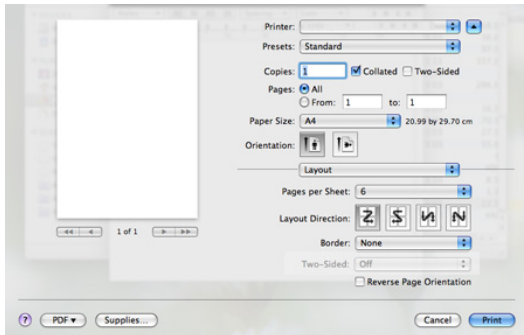 Printer:
Presets: Standard
Copies: 1 Collated Two-Sided
Pages: All
From: 1 to: 1
Paper Size: A4 20.99 by 29.70 cm
Orientation:
Layout
Pages per Sheet: 6
Layout Direction:
Border: None
Two-Sided: Off
Reverse Page Orientation
1 of 1
? PDF▼ Supplies... Cancel Print